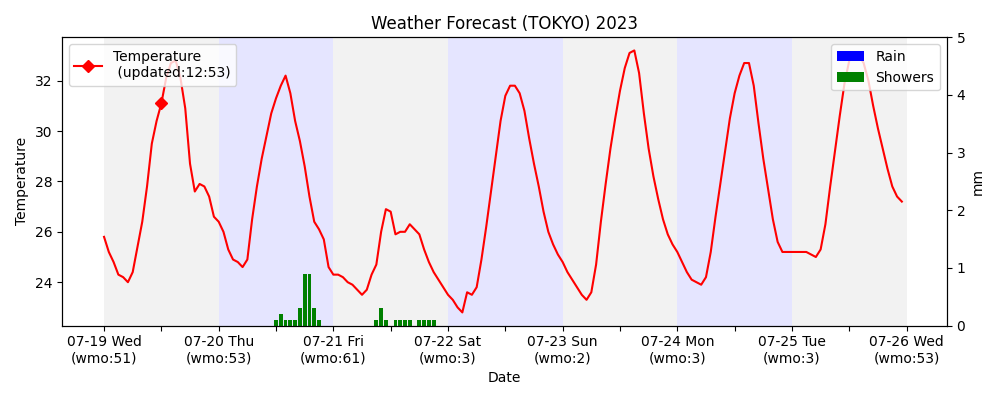 Weather Forecast (TOKYO) 2023
Temperature
(updated:12:53)
Rain
Showers
Temperature
32
30
28
26
24
5
4
3
2
1
0
mm
07-19 Wed
(wmo:51)
07-20 Thu
(wmo:53)
07-21 Fri
(wmo:61)
07-22 Sat
(wmo:3)
07-23 Sun
(wmo:2)
07-24 Mon
(wmo:3)
07-25 Tue
(wmo:3)
07-26 Wed
(wmo:53)
Date